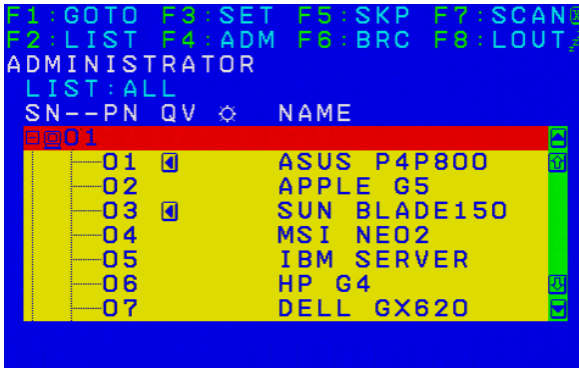 F1:GOTO F3:SET F5:SKP F7:SCAN
F2:LIST F4:ADM F6:BRC F8:LOUT
ADMINISTRATOR
LIST:ALL
SN--PN QV ☼ NAME
01
01 ASUS P4P800
02 APPLE G5
03 SUN BLADE150
04 MSI NEO2
05 IBM SERVER
06 HP G4
07 DELL GX620